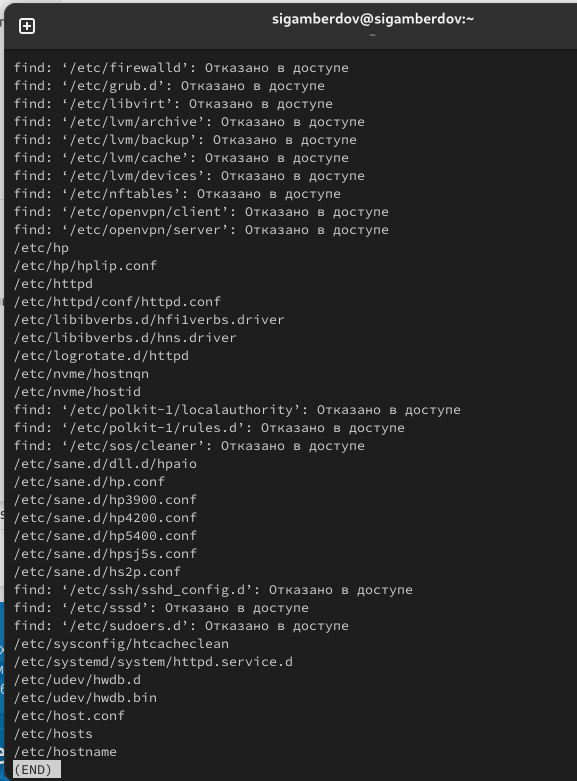 sigamberdov@sigamberdov:~
~
find: ‘/etc/firewalld’: Отказано в доступе
find: ‘/etc/grub.d’: Отказано в доступе
find: ‘/etc/libvirt’: Отказано в доступе
find: ‘/etc/lvm/archive’: Отказано в доступе
find: ‘/etc/lvm/backup’: Отказано в доступе
find: ‘/etc/lvm/cache’: Отказано в доступе
find: ‘/etc/lvm/devices’: Отказано в доступе
find: ‘/etc/nftables’: Отказано в доступе
find: ‘/etc/openvpn/client’: Отказано в доступе
find: ‘/etc/openvpn/server’: Отказано в доступе
/etc/hp
/etc/hp/hplip.conf
/etc/httpd
/etc/httpd/conf/httpd.conf
/etc/libibverbs.d/hfi1verbs.driver
/etc/libibverbs.d/hns.driver
/etc/logrotate.d/httpd
/etc/nvme/hostnqn
/etc/nvme/hostid
find: ‘/etc/polkit-1/localauthority’: Отказано в доступе
find: ‘/etc/polkit-1/rules.d’: Отказано в доступе
find: ‘/etc/sos/cleaner’: Отказано в доступе
/etc/sane.d/dll.d/hpaio
/etc/sane.d/hp.conf
/etc/sane.d/hp3900.conf
/etc/sane.d/hp4200.conf
/etc/sane.d/hp5400.conf
/etc/sane.d/hpsj5s.conf
/etc/sane.d/hs2p.conf
find: ‘/etc/ssh/sshd_config.d’: Отказано в доступе
find: ‘/etc/sssd’: Отказано в доступе
find: ‘/etc/sudoers.d’: Отказано в доступе
/etc/sysconfig/htcacheclean
/etc/systemd/system/httpd.service.d
/etc/udev/hwdb.d
/etc/udev/hwdb.bin
/etc/host.conf
/etc/hosts
/etc/hostname
(END)